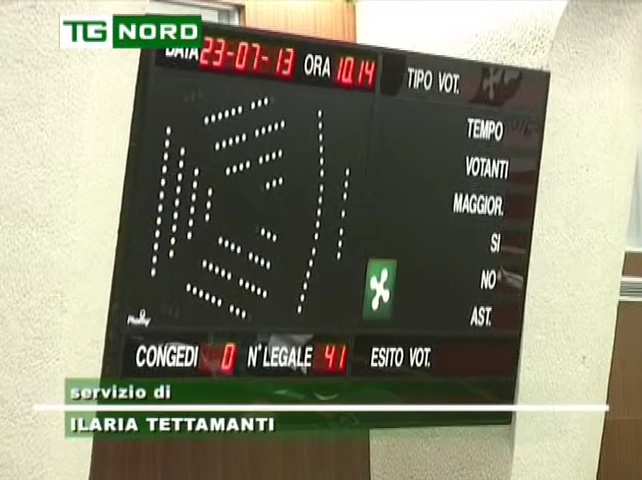 TG NORD
DATA 23-07-13 ORA 10.14
TIPO VOT.
TEMPO
VOTANTI
MAGGIOR.
SI
NO
AST.
CONGEDI 0 N° LEGALE 41 ESITO VOT.
servizio di
ILARIA TETTAMANTI